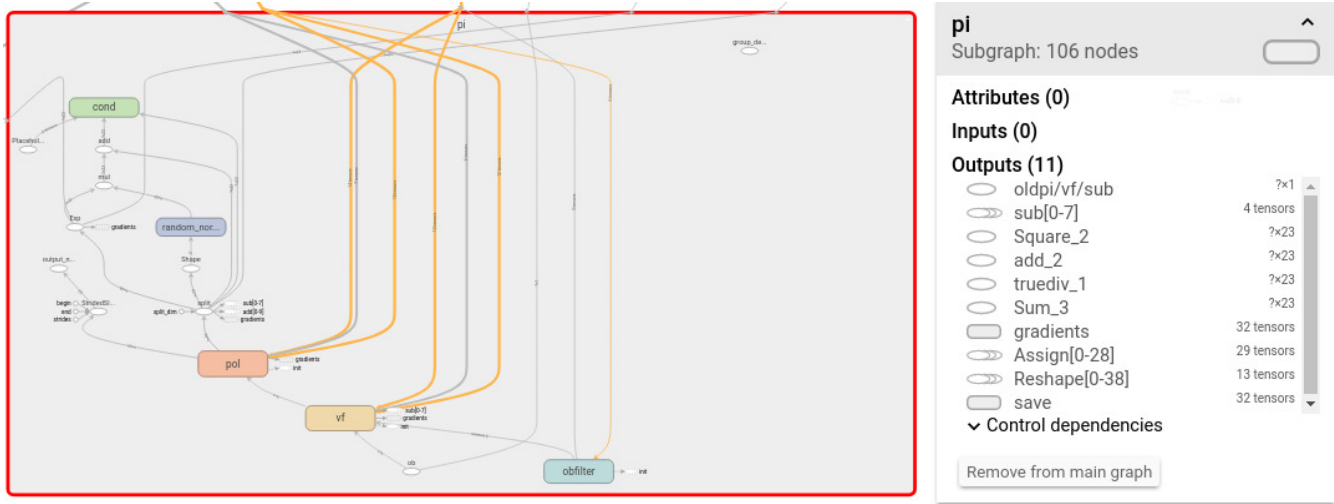 pi
group_de...
cond
Placehol...
add
mul
Exp
gradients
random_nor...
output_n...
Shape
begin
end
strides
StridedSl...
split_dim
split
sub[0-7]
add[0-9]
gradients
pol
gradients
init
vf
sub[0-7]
gradients
init
ob
obfilter
init
pi
Subgraph: 106 nodes
Attributes (0)
Inputs (0)
Outputs (11)
oldpi/vf/sub ?×1
sub[0-7] 4 tensors
Square_2 ?×23
add_2 ?×23
truediv_1 ?×23
Sum_3 ?×23
gradients 32 tensors
Assign[0-28] 29 tensors
Reshape[0-38] 13 tensors
save 32 tensors
Control dependencies
Remove from main graph